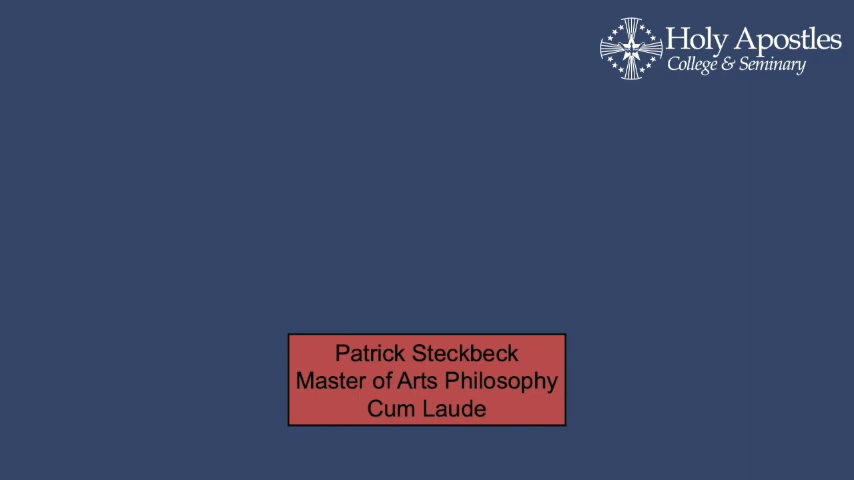 Holy Apostles
College & Seminary
Patrick Steckbeck
Master of Arts Philosophy
Cum Laude